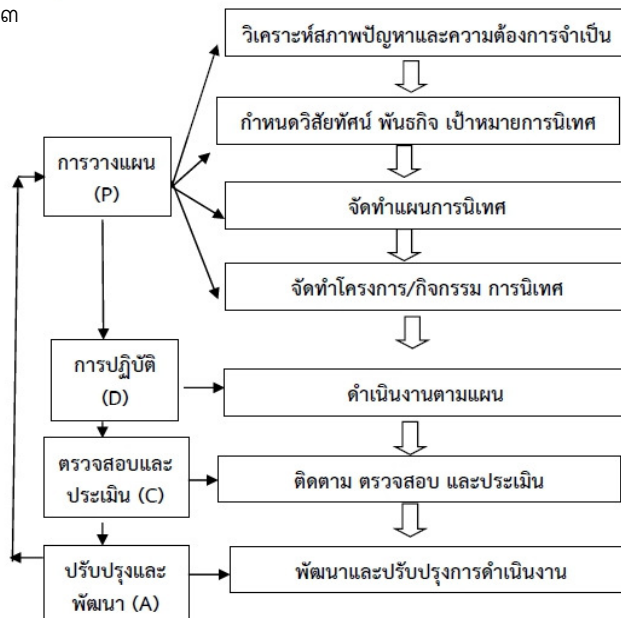 ๓
วิเคราะห์สภาพปัญหาและความต้องการจำเป็น
กำหนดวิสัยทัศน์ พันธกิจ เป้าหมายการนิเทศ
การวางแผน
(P)
จัดทำแผนการนิเทศ
จัดทำโครงการ/กิจกรรม การนิเทศ
การปฏิบัติ
(D)
ดำเนินงานตามแผน
ตรวจสอบและ
ประเมิน (C)
ติดตาม ตรวจสอบ และประเมิน
ปรับปรุงและ
พัฒนา (A)
พัฒนาและปรับปรุงการดำเนินงาน